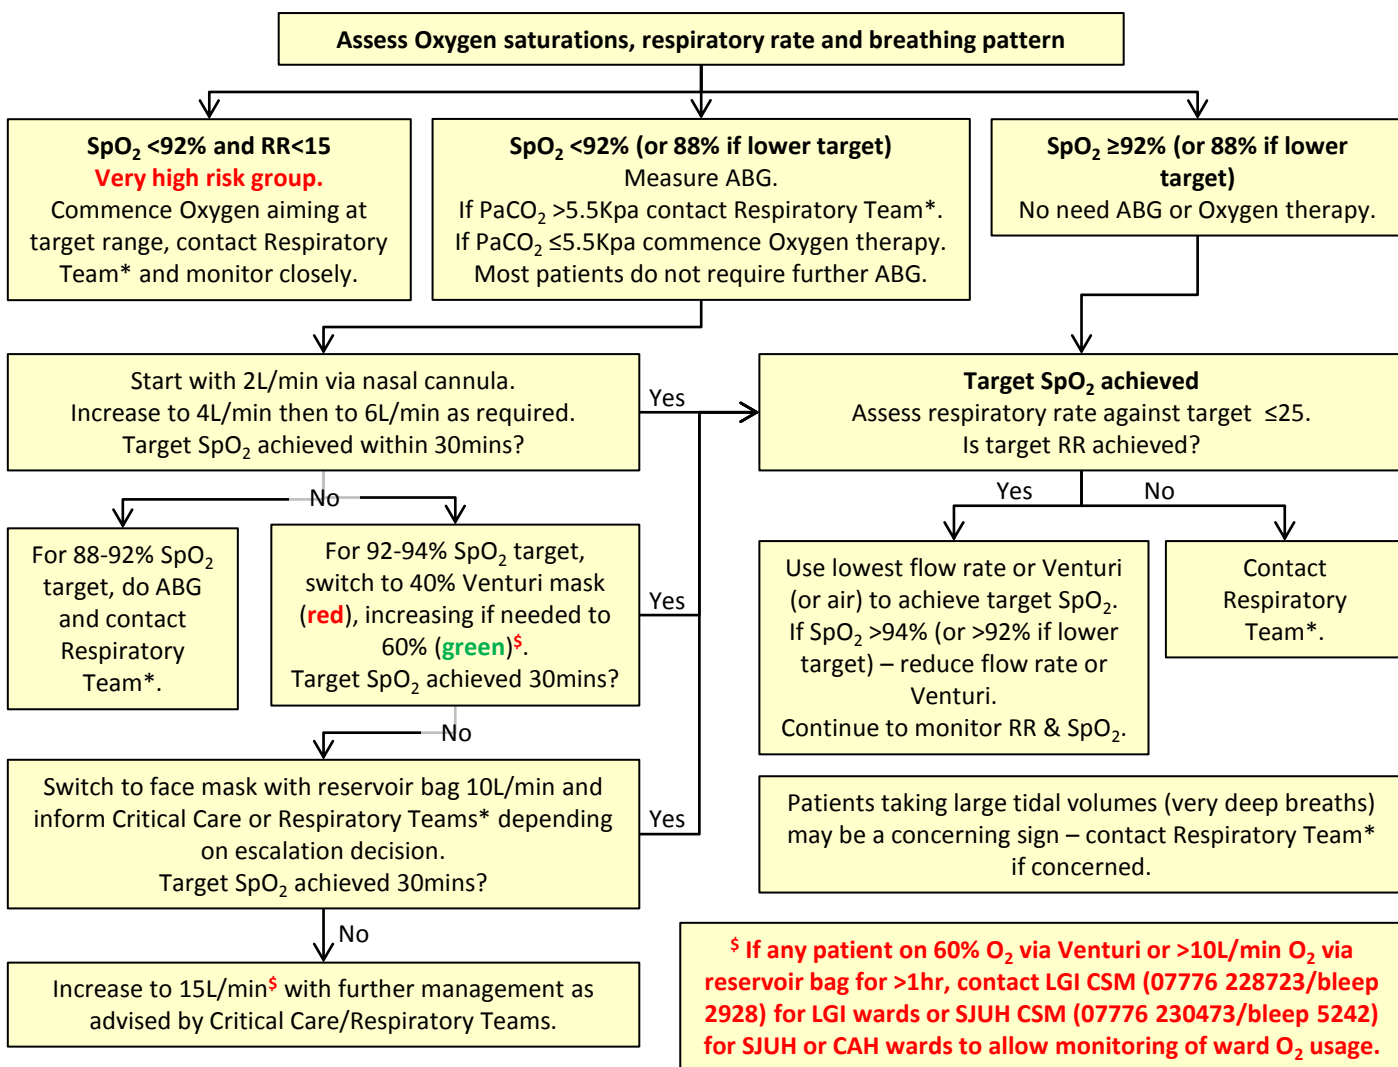 Assess Oxygen saturations, respiratory rate and breathing pattern
SpO₂ <92% and RR<15
Very high risk group.
Commence Oxygen aiming at
target range, contact Respiratory
Team* and monitor closely.
SpO₂ <92% (or 88% if lower target)
Measure ABG.
If PaCO₂ >5.5Kpa contact Respiratory Team*.
If PaCO₂ ≤5.5Kpa commence Oxygen therapy.
Most patients do not require further ABG.
SpO₂ ≥92% (or 88% if lower
target)
No need ABG or Oxygen therapy.
Start with 2L/min via nasal cannula.
Increase to 4L/min then to 6L/min as required.
Target SpO₂ achieved within 30mins?
Yes
Target SpO₂ achieved
Assess respiratory rate against target ≤25.
Is target RR achieved?
No
For 88-92% SpO₂
target, do ABG
and contact
Respiratory
Team*.
For 92-94% SpO₂ target,
switch to 40% Venturi mask
(red), increasing if needed to
60% (green)$.
Target SpO₂ achieved 30mins?
Yes
Yes
No
Use lowest flow rate or Venturi
(or air) to achieve target SpO₂.
If SpO₂ >94% (or >92% if lower
target) – reduce flow rate or
Venturi.
Continue to monitor RR & SpO₂.
Contact
Respiratory
Team*.
No
Switch to face mask with reservoir bag 10L/min and
inform Critical Care or Respiratory Teams* depending
on escalation decision.
Target SpO₂ achieved 30mins?
Yes
Patients taking large tidal volumes (very deep breaths)
may be a concerning sign – contact Respiratory Team*
if concerned.
No
Increase to 15L/min$ with further management as
advised by Critical Care/Respiratory Teams.
$ If any patient on 60% O₂ via Venturi or >10L/min O₂ via
reservoir bag for >1hr, contact LGI CSM (07776 228723/bleep
2928) for LGI wards or SJUH CSM (07776 230473/bleep 5242)
for SJUH or CAH wards to allow monitoring of ward O₂ usage.